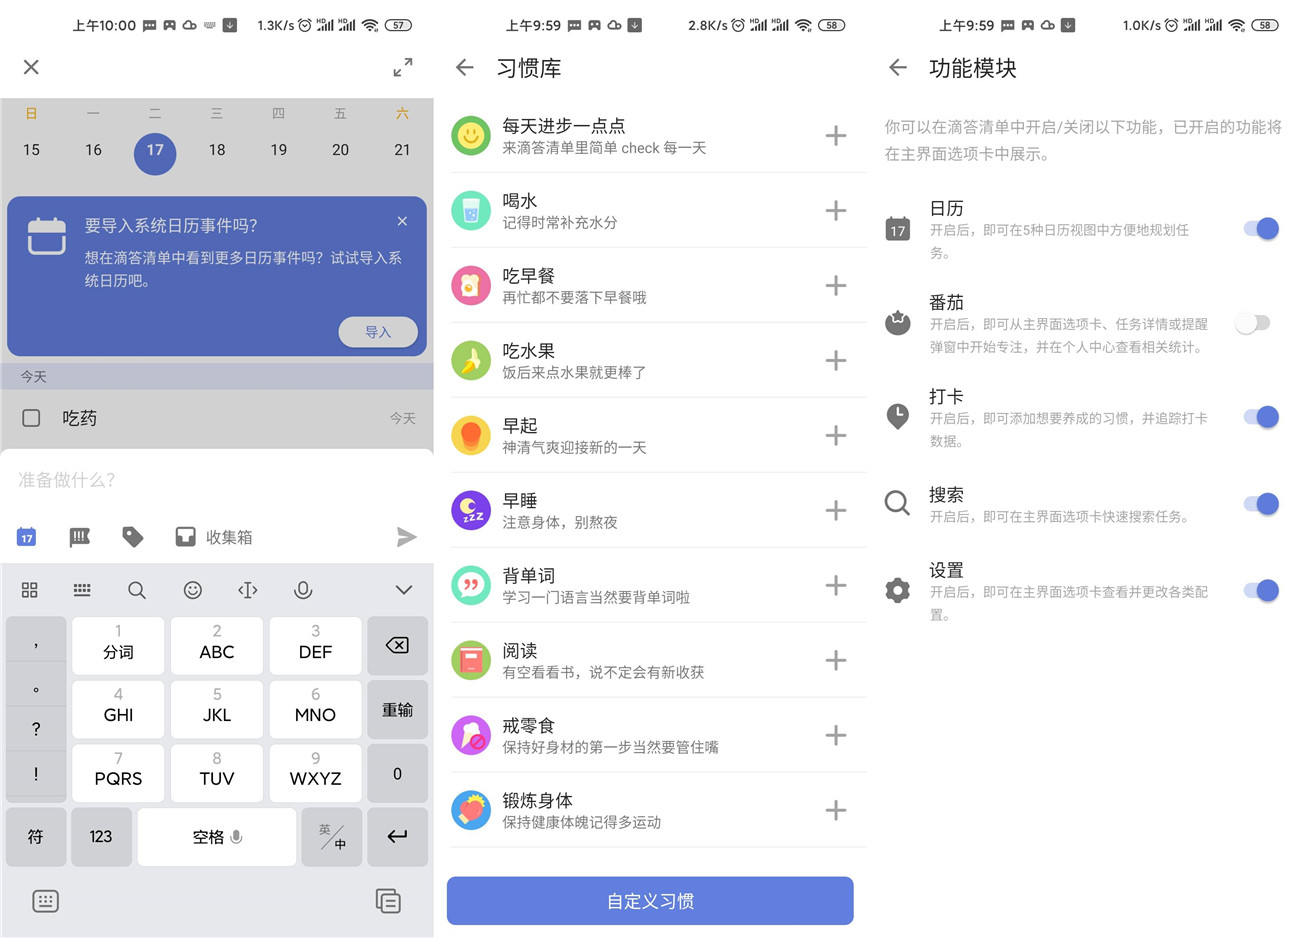 上午10:00
1.3K/s
57
日 一 二 三 四 五 六
15 16 17 18 19 20 21
要导入系统日历事件吗?
想在滴答清单中看到更多日历事件吗？试试导入系
统日历吧。
导入
今天
吃药
今天
准备做什么?
17
收集箱
，
。
?
!
1
分词
2
ABC
3
DEF
4
GHI
5
JKL
6
MNO
重输
7
PQRS
8
TUV
9
WXYZ
0
符
123
空格
英/中
上午9:59
2.8K/s
58
习惯库
每天进步一点点
来滴答清单里简单 check 每一天
喝水
记得时常补充水分
吃早餐
再忙都不要落下早餐哦
吃水果
饭后来点水果就更棒了
早起
神清气爽迎接新的一天
早睡
注意身体，别熬夜
zzz
背单词
学习一门语言当然要背单词啦
阅读
有空看看书，说不定会有新收获
戒零食
保持好身材的第一步当然要管住嘴
锻炼身体
保持健康体魄记得多运动
自定义习惯
上午9:59
1.0K/s
58
功能模块
你可以在滴答清单中开启/关闭以下功能，已开启的功能将
在主界面选项卡中展示。
17
日历
开启后，即可在5种日历视图中方便地规划任
务。
番茄
开启后，即可从主界面选项卡、任务详情或提醒
弹窗中开始专注，并在个人中心查看相关统计。
打卡
开启后，即可添加想要养成的习惯，并追踪打卡
数据。
搜索
开启后，即可在主界面选项卡快速搜索任务。
设置
开启后，即可在主界面选项卡查看并更改各类配
置。